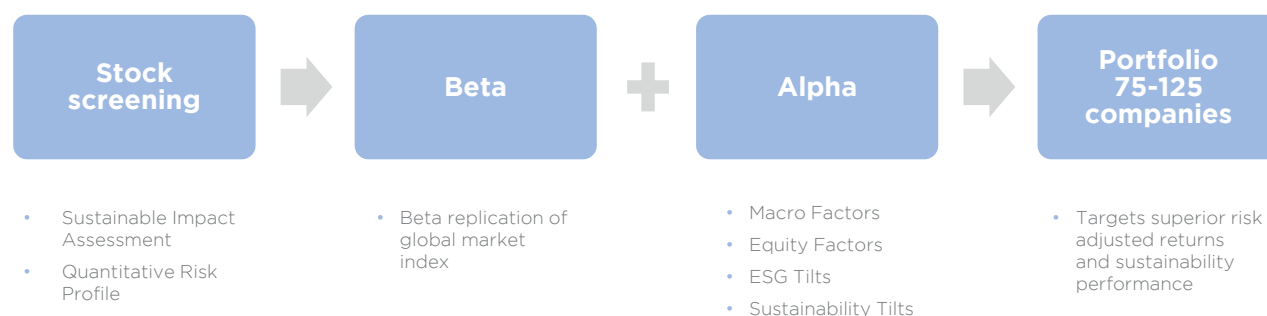 Stock
screening
Beta
Alpha
Portfolio
75-125
companies
• Sustainable Impact
Assessment
• Quantitative Risk
Profile
• Beta replication of
global market
index
• Macro Factors
• Equity Factors
• ESG Tilts
• Sustainability Tilts
• Targets superior risk
adjusted returns
and sustainability
performance